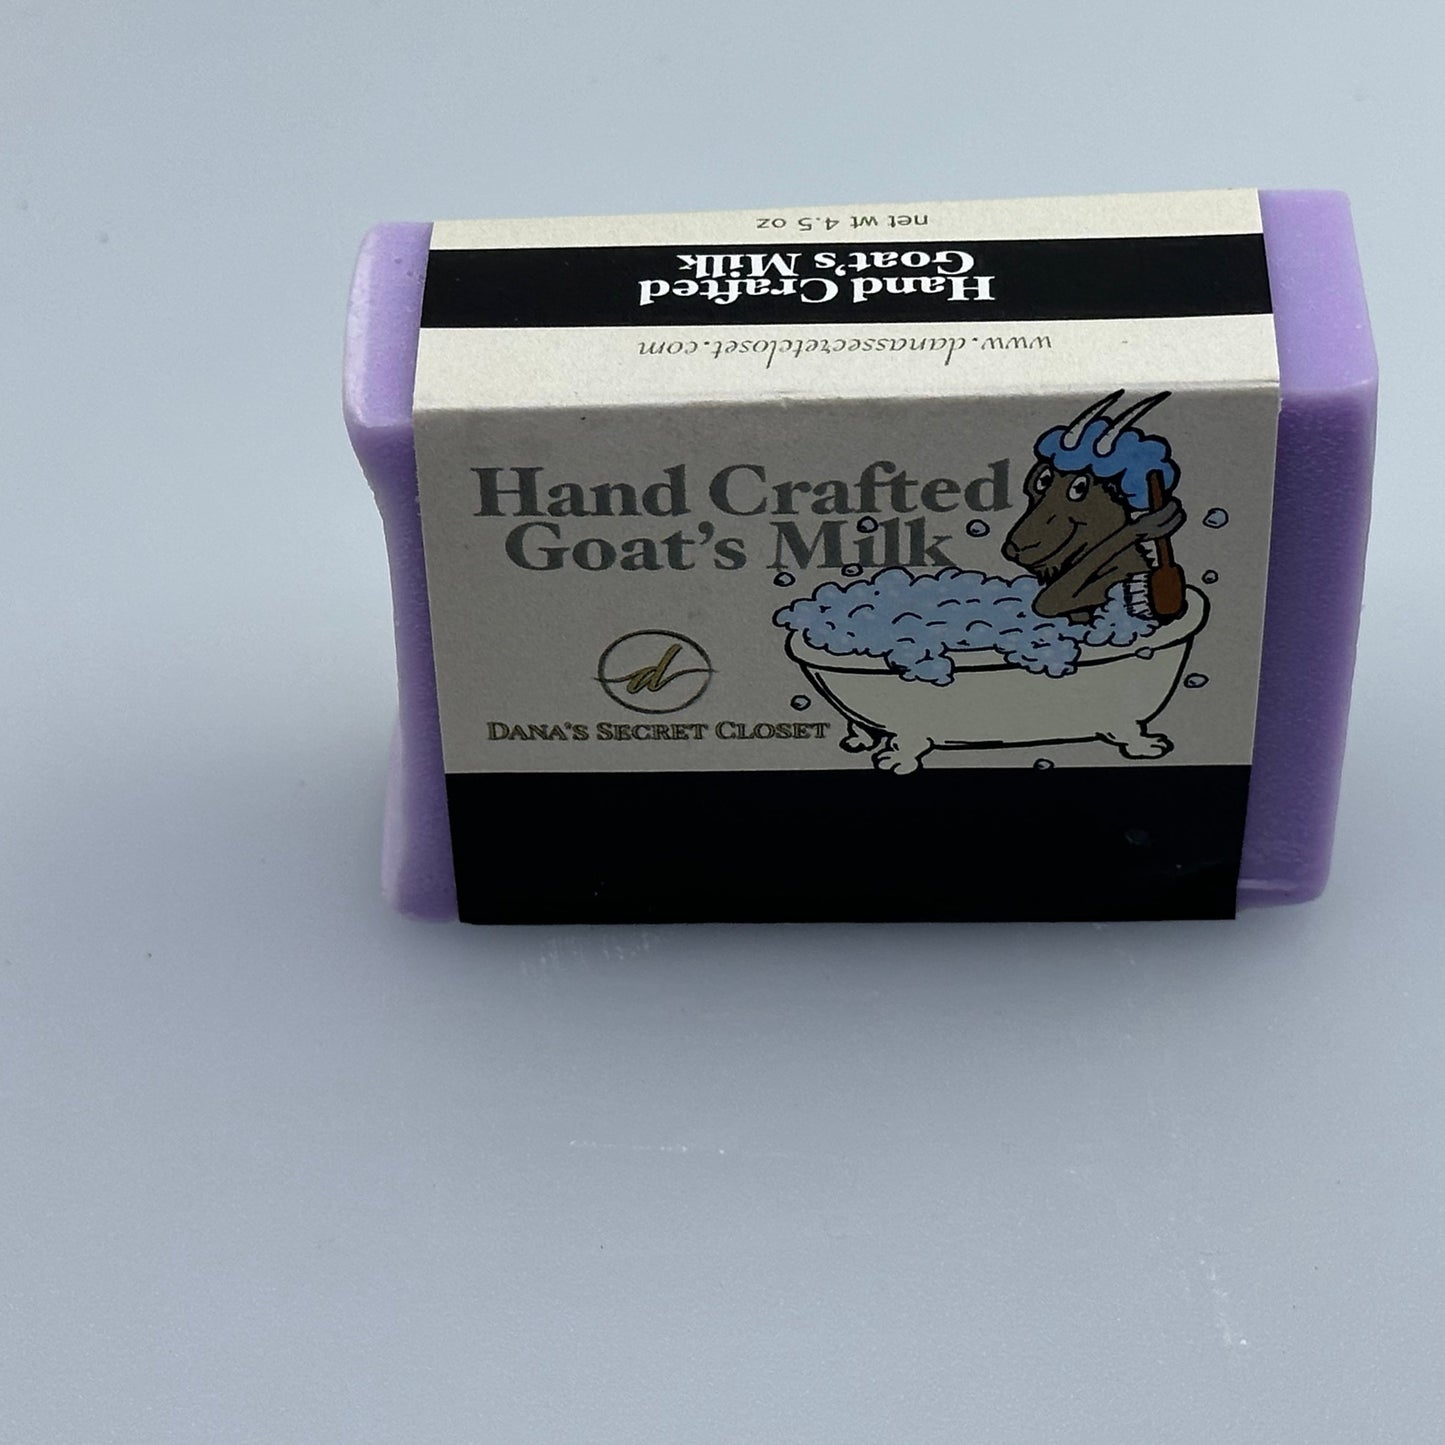 net wt 4.5 oz
Hand Crafted
Goat's Milk
www.danassecretcloset.com
Hand Crafted
Goat's Milk
d
DANA'S SECRET CLOSET